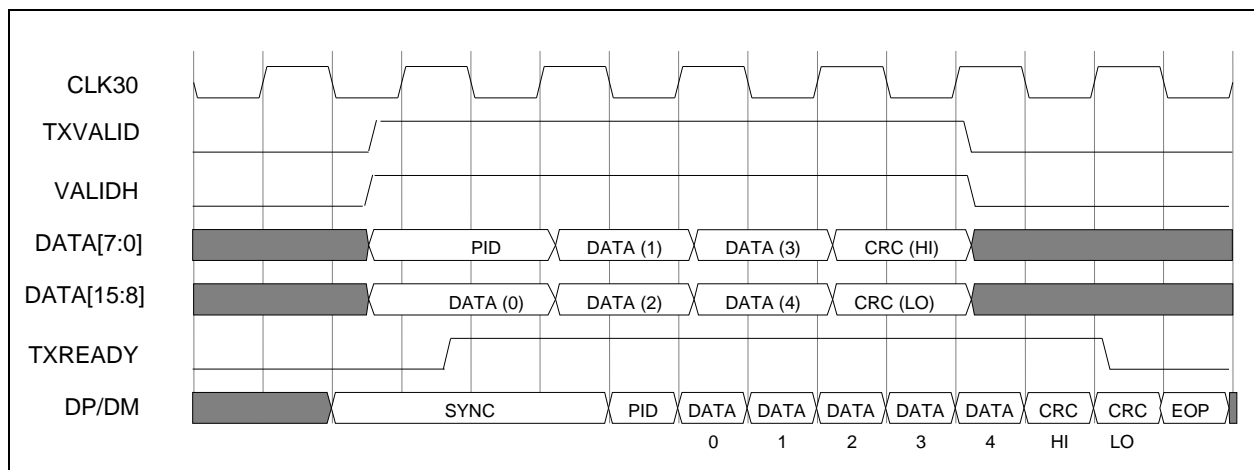 CLK30
TXVALID
VALIDH
DATA[7:0] PID DATA (1) DATA (3) CRC (HI)
DATA[15:8] DATA (0) DATA (2) DATA (4) CRC (LO)
TXREADY
DP/DM SYNC PID DATA DATA DATA DATA DATA CRC CRC EOP
0 1 2 3 4 HI LO